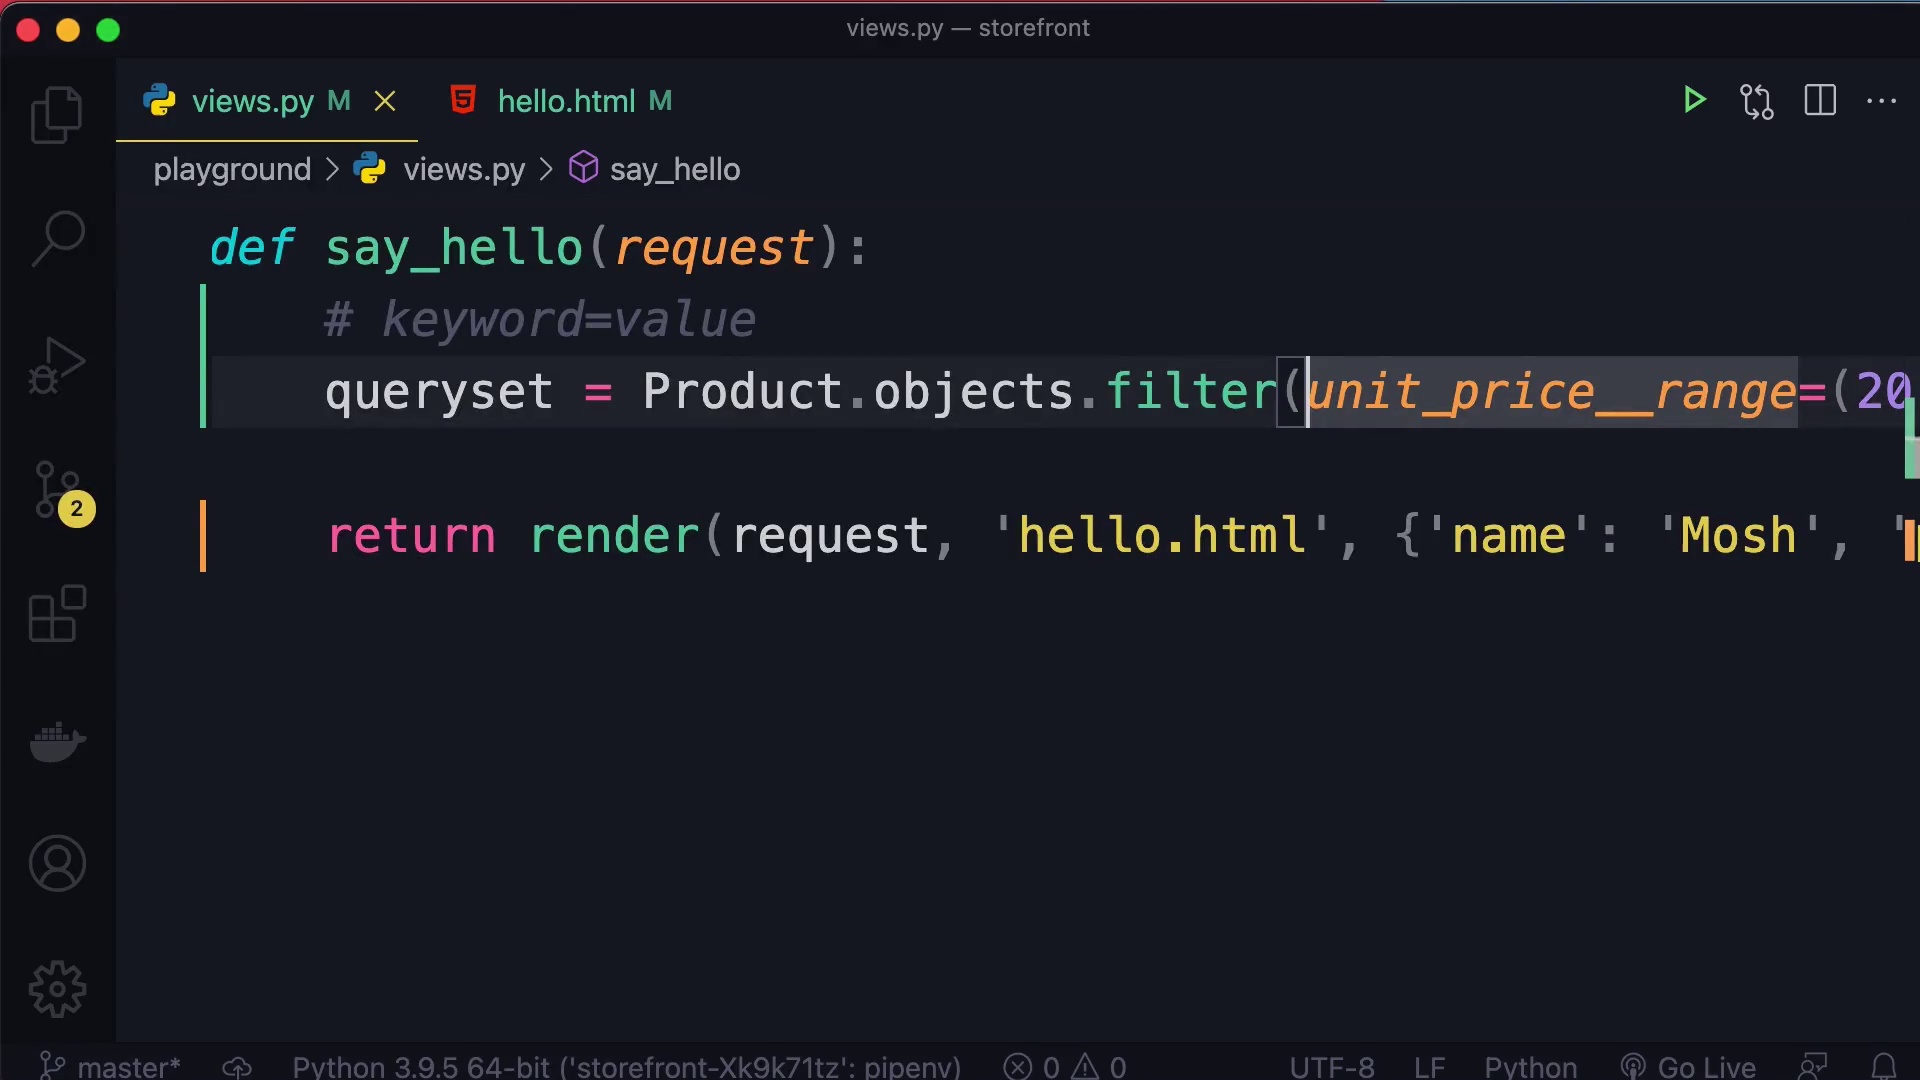 views.py — storefront
views.py M hello.html M
playground > views.py > say_hello
def say_hello(request):
# keyword=value
queryset = Product.objects.filter(unit_price__range=(20
2
return render(request, 'hello.html', {'name': 'Mosh', '
master* Python 3.9.5 64-bit ('storefront-Xk9k71tz': pipenv) 0 0 UTF-8 LF Python Go Live